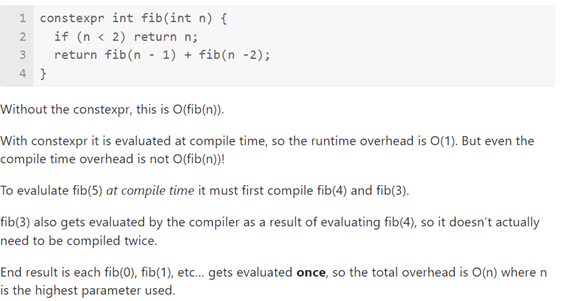 1 constexpr int fib(int n) {
2 if (n < 2) return n;
3 return fib(n - 1) + fib(n -2);
4 }
Without the constexpr, this is O(fib(n)).
With constexpr it is evaluated at compile time, so the runtime overhead is O(1). But even the
compile time overhead is not O(fib(n))!
To evalulate fib(5) at compile time it must first compile fib(4) and fib(3).
fib(3) also gets evaluated by the compiler as a result of evaluating fib(4), so it doesn't actually
need to be compiled twice.
End result is each fib(0), fib(1), etc... gets evaluated once, so the total overhead is O(n) where n
is the highest parameter used.